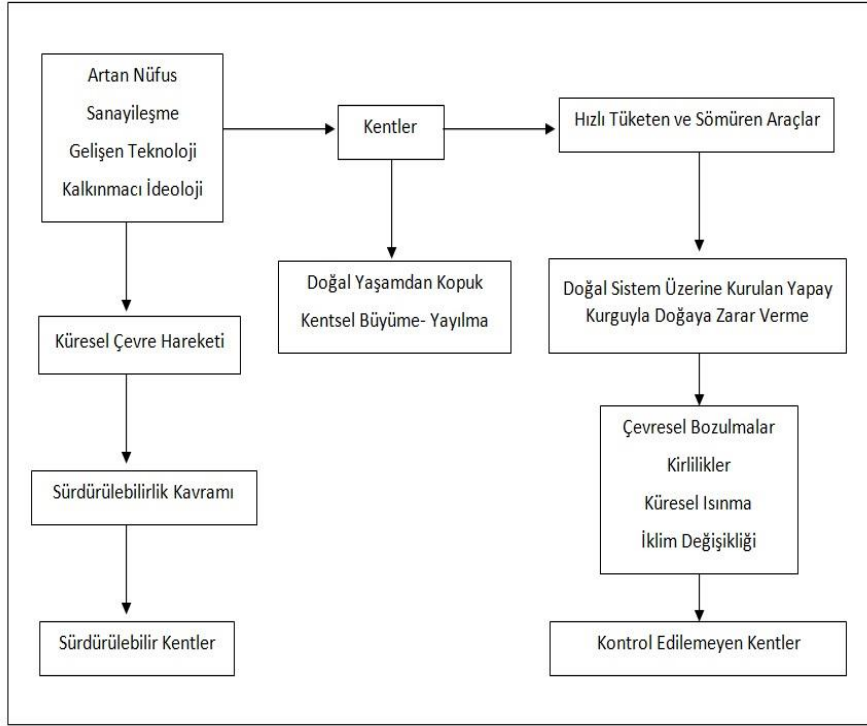 Artan Nüfus
Sanayileşme
Gelişen Teknoloji
Kalkınmacı İdeoloji
Kentler
Hızlı Tüketen ve Sömüren Araçlar
Doğal Yaşamdan Kopuk
Kentsel Büyüme- Yayılma
Doğal Sistem Üzerine Kurulan Yapay
Kurguyla Doğaya Zarar Verme
Küresel Çevre Hareketi
Çevresel Bozulmalar
Kirlilikler
Küresel Isınma
İklim Değişikliği
Sürdürülebilirlik Kavramı
Sürdürülebilir Kentler
Kontrol Edilemeyen Kentler